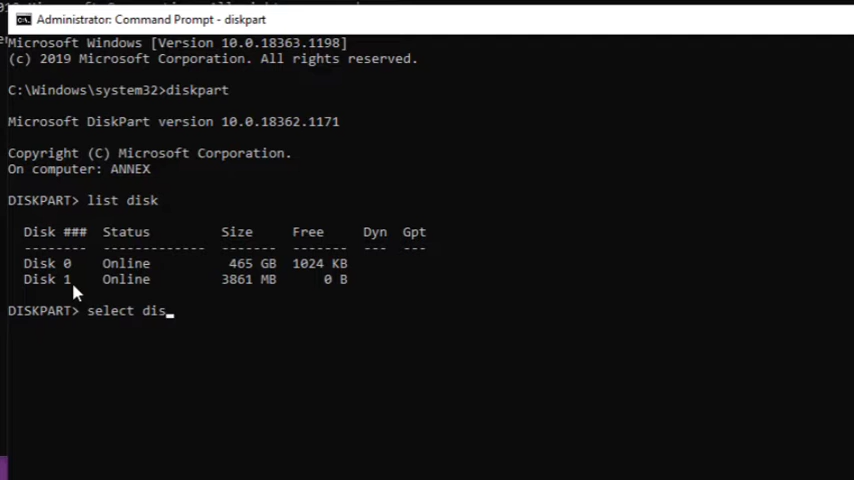 Administrator: Command Prompt - diskpart
Microsoft Windows [Version 10.0.18363.1198]
(c) 2019 Microsoft Corporation. All rights reserved.
C:\Windows\system32>diskpart
Microsoft DiskPart version 10.0.18362.1171
Copyright (C) Microsoft Corporation.
On computer: ANNEX
DISKPART> list disk
Disk ### Status Size Free Dyn Gpt
-------- ------------- ------- ------- --- ---
Disk 0 Online 465 GB 1024 KB
Disk 1 Online 3861 MB 0 B
DISKPART> select dis_